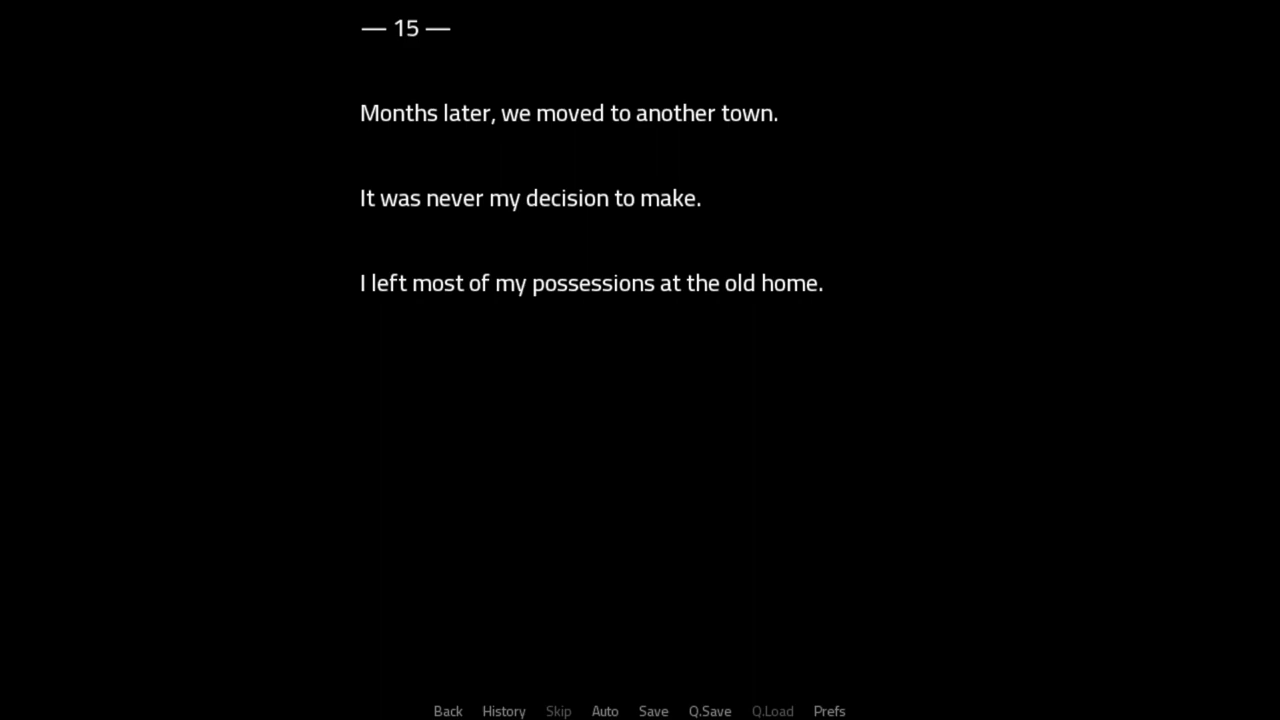 — 15 —
Months later, we moved to another town.
It was never my decision to make.
I left most of my possessions at the old home.
Back History Skip Auto Save Q.Save Q.Load Prefs